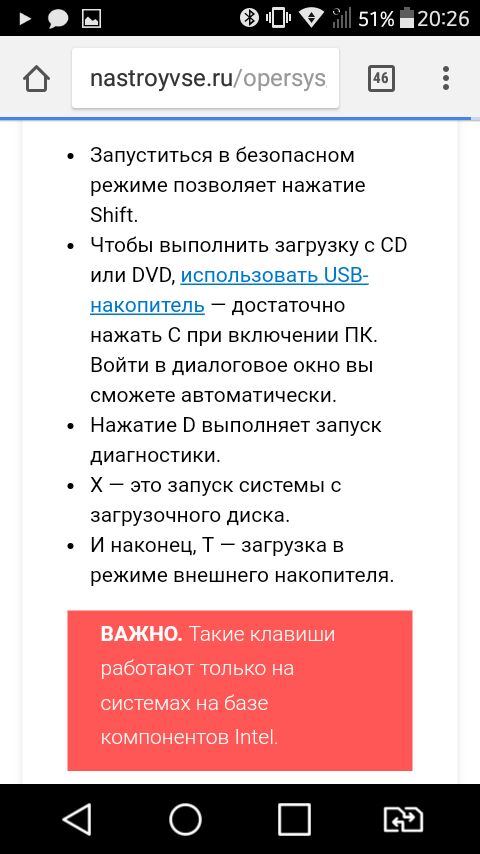 51% 20:26
nastroyvse.ru/opersys
46
• Запуститься в безопасном
режиме позволяет нажатие
Shift.
• Чтобы выполнить загрузку с CD
или DVD, использовать USB-
накопитель — достаточно
нажать C при включении ПК.
Войти в диалоговое окно вы
сможете автоматически.
• Нажатие D выполняет запуск
диагностики.
• X — это запуск системы с
загрузочного диска.
• И наконец, T — загрузка в
режиме внешнего накопителя.
ВАЖНО. Такие клавиши
работают только на
системах на базе
компонентов Intel.